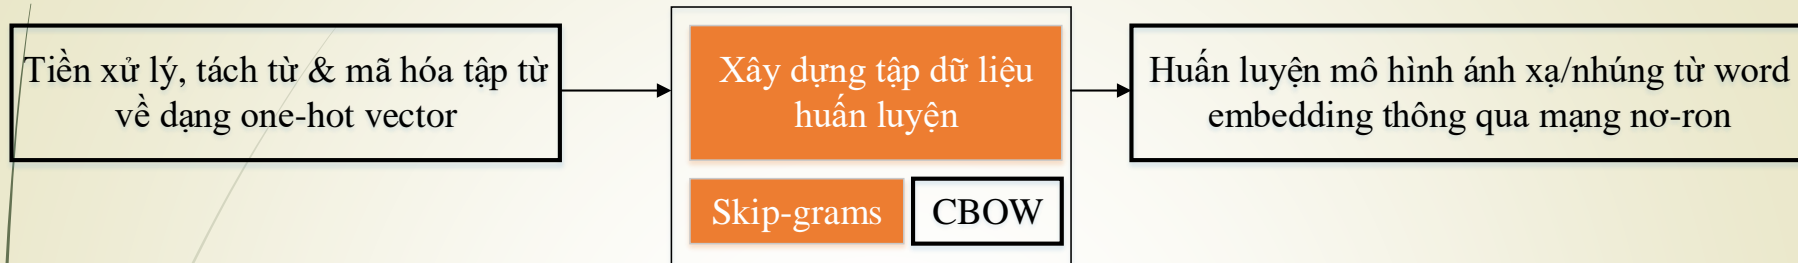 Tiền xử lý, tách từ & mã hóa tập từ
về dạng one-hot vector
Xây dựng tập dữ liệu
huấn luyện
Skip-grams
CBOW
Huấn luyện mô hình ánh xạ/nhúng từ word
embedding thông qua mạng nơ-ron